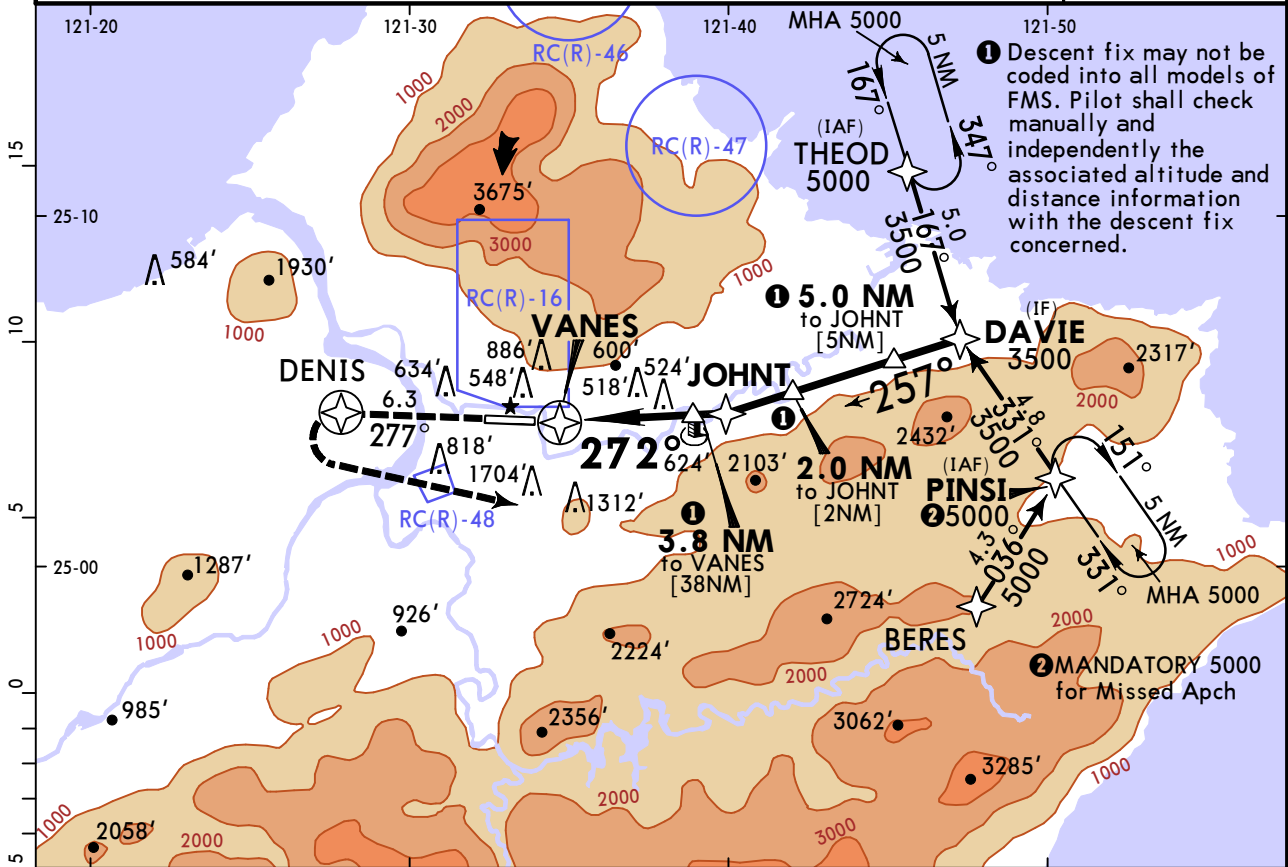 121-20
121-30
121-40
121-50
MHA 5000
RC(R)-46
5 NM
❶ Descent fix may not be
coded into all models of
FMS. Pilot shall check
manually and
independently the
associated altitude and
distance information
with the descent fix
concerned.
1000
2000
167°
347°
RC(R)-47
(IAF)
THEOD
5000
15
3675'
25-10
3000
5.0
167°
3500
584'
1930'
1000
1000
RC(R)-16
❶ 5.0 NM
to JOHNT
[5NM]
(IF)
DAVIE
3500
10
VANES
886'
600'
2317'
DENIS
634'
548'
518'
524'
JOHNT
257°
2000
6.3
277°
272°
❶
4.8
331°
3500
2432'
818'
624'
2103'
2.0 NM
to JOHNT
[2NM]
(IAF)
PINSI
❷5000
151°
5 NM
331°
1704'
1312'
RC(R)-48
5
❶
3.8 NM
to VANES
[38NM]
4.3
036°
5000
1000
25-00
1287'
MHA 5000
1000
926'
1000
2724'
2224'
BERES
2000
2000
❷MANDATORY 5000
for Missed Apch
0
985'
2356'
3062'
3285'
1000
2000
1000
2058'
2000
3000
5